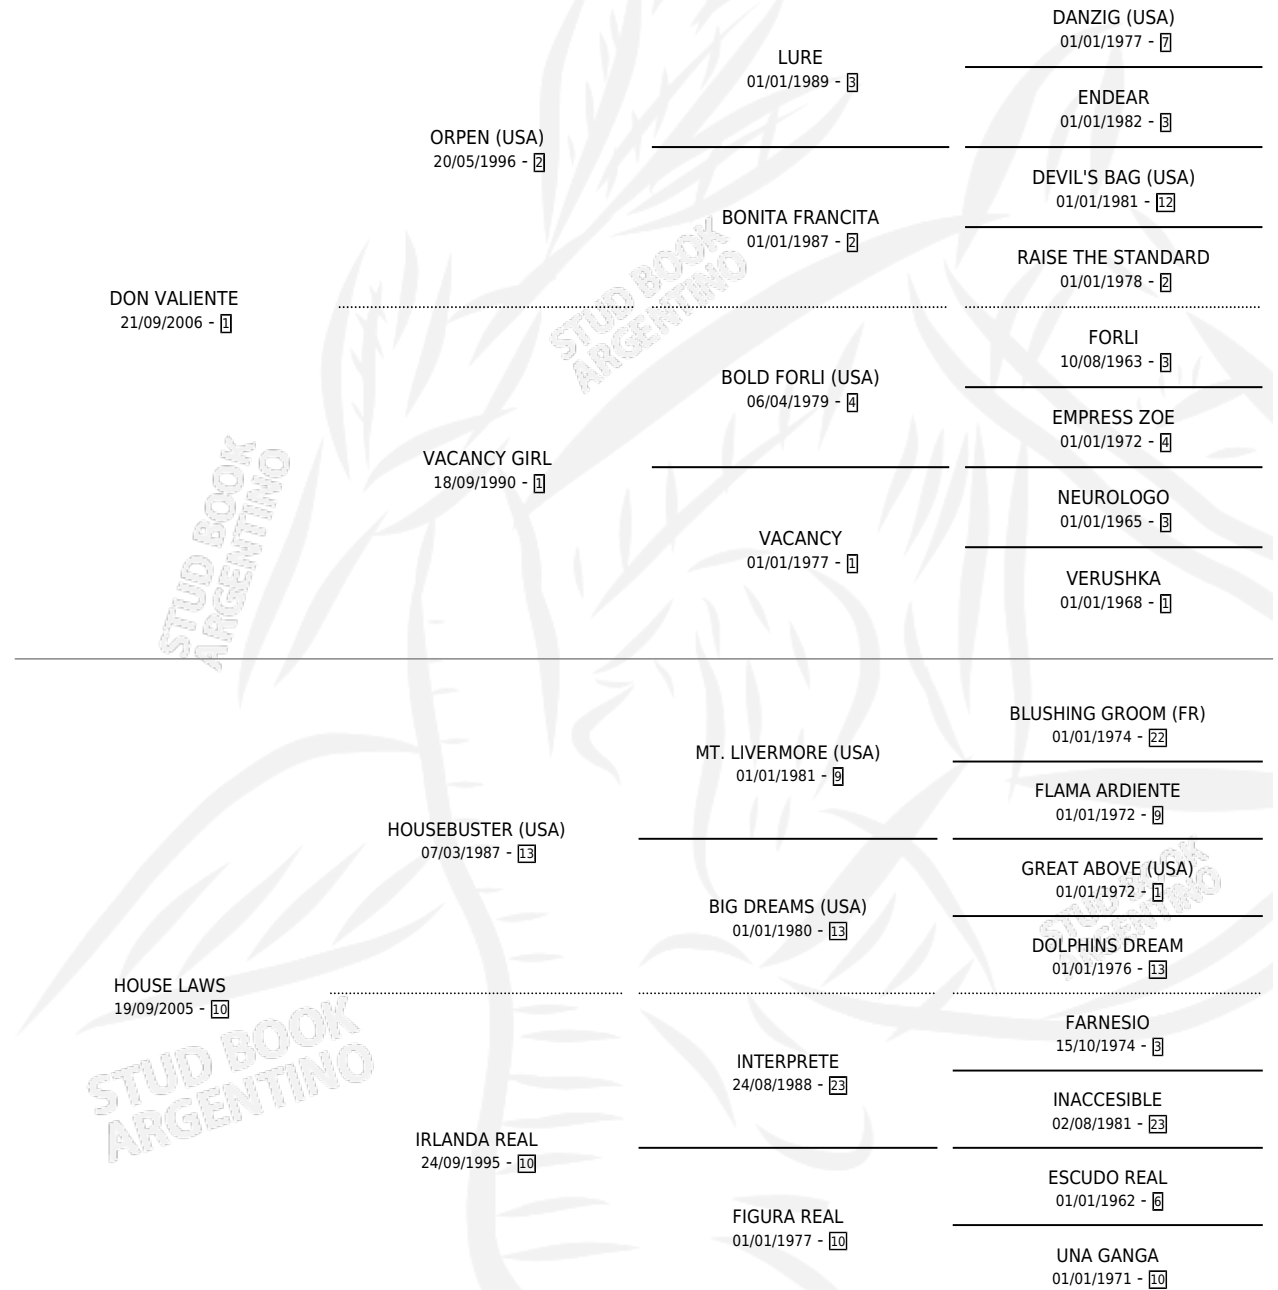 DANZIG (USA)
01/01/1977 - 7
LURE
01/01/1989 - 3
ENDEAR
01/01/1982 - 3
ORPEN (USA)
20/05/1996 - 2
DEVIL'S BAG (USA)
01/01/1981 - 12
BONITA FRANCITA
01/01/1987 - 2
RAISE THE STANDARD
01/01/1978 - 2
DON VALIENTE
21/09/2006 - 1
STUD BOOK
ARGENTINO
FORLI
10/08/1963 - 3
BOLD FORLI (USA)
06/04/1979 - 4
EMPRESS ZOE
01/01/1972 - 4
VACANCY GIRL
18/09/1990 - 1
NEUROLOGO
01/01/1965 - 3
VACANCY
01/01/1977 - 1
VERUSHKA
01/01/1968 - 1
STUD BOOK
ARGENTINO
BLUSHING GROOM (FR)
01/01/1974 - 22
MT. LIVERMORE (USA)
01/01/1981 - 9
FLAMA ARDIENTE
01/01/1972 - 9
HOUSEBUSTER (USA)
07/03/1987 - 13
GREAT ABOVE (USA)
01/01/1972 - 1
BIG DREAMS (USA)
01/01/1980 - 13
STUD BOOK
ARGENTINO
DOLPHINS DREAM
01/01/1976 - 13
HOUSE LAWS
19/09/2005 - 10
STUD BOOK
ARGENTINO
FARNESIO
15/10/1974 - 3
INTERPRETE
24/08/1988 - 23
INACCESIBLE
02/08/1981 - 23
IRLANDA REAL
24/09/1995 - 10
ESCUDO REAL
01/01/1962 - 6
FIGURA REAL
01/01/1977 - 10
UNA GANGA
01/01/1971 - 10